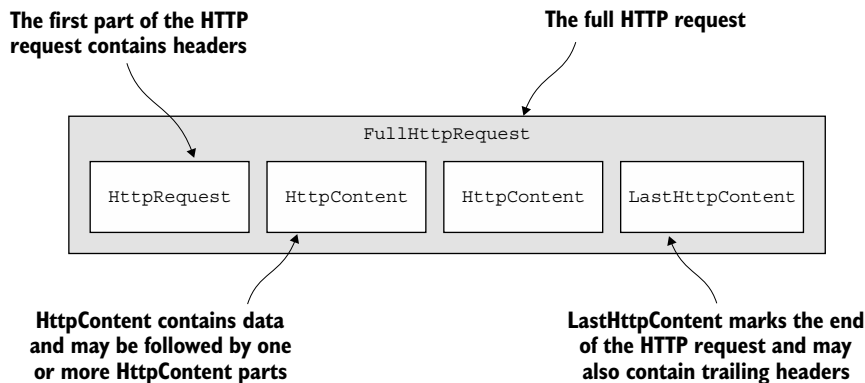 The first part of the HTTP
request contains headers
The full HTTP request
FullHttpRequest
HttpRequest
HttpContent
HttpContent
LastHttpContent
HttpContent contains data
and may be followed by one
or more HttpContent parts
LastHttpContent marks the end
of the HTTP request and may
also contain trailing headers